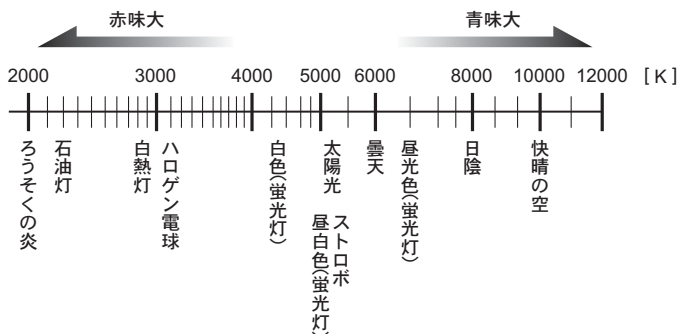 赤味大
青味大
2000
3000
4000
5000
6000
8000
10000
12000
[K]
ろうそくの炎
石油灯
白熱灯
ハロゲン電球
白色(蛍光灯)
太陽光
曇天
昼光色(蛍光灯)
日陰
快晴の空
ストロボ
昼白色(蛍光灯)